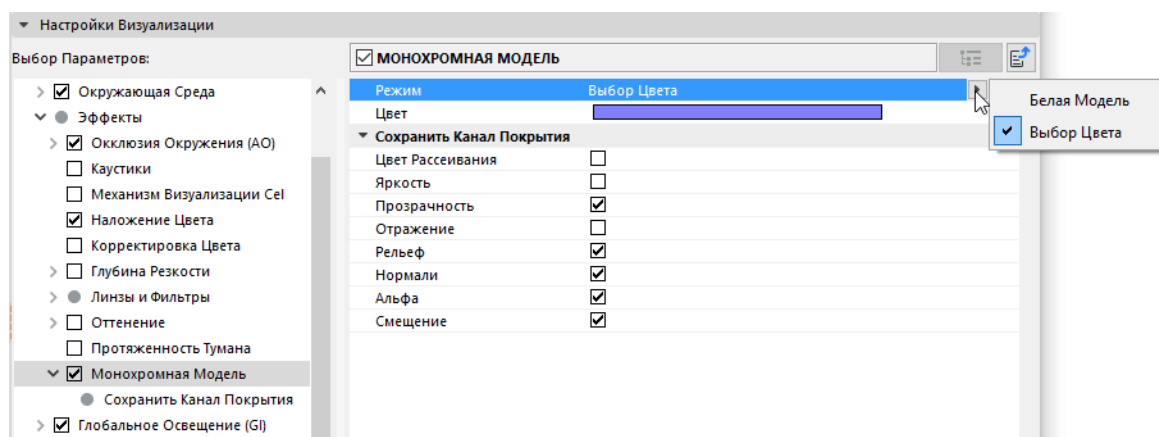 Настройки Визуализации
Выбор Параметров:
Окружающая Среда
Эффекты
Окклюзия Окружения (AO)
Каустики
Механизм Визуализации Cel
Наложение Цвета
Корректировка Цвета
Глубина Резкости
Линзы и Фильтры
Оттенение
Протяженность Тумана
Монохромная Модель
Сохранить Канал Покрытия
Глобальное Освещение (GI)
МОНОХРОМНАЯ МОДЕЛЬ
Режим Выбор Цвета
Цвет
Сохранить Канал Покрытия
Цвет Рассеивания
Яркость
Прозрачность
Отражение
Рельеф
Нормали
Альфа
Смещение
Белая Модель
Выбор Цвета